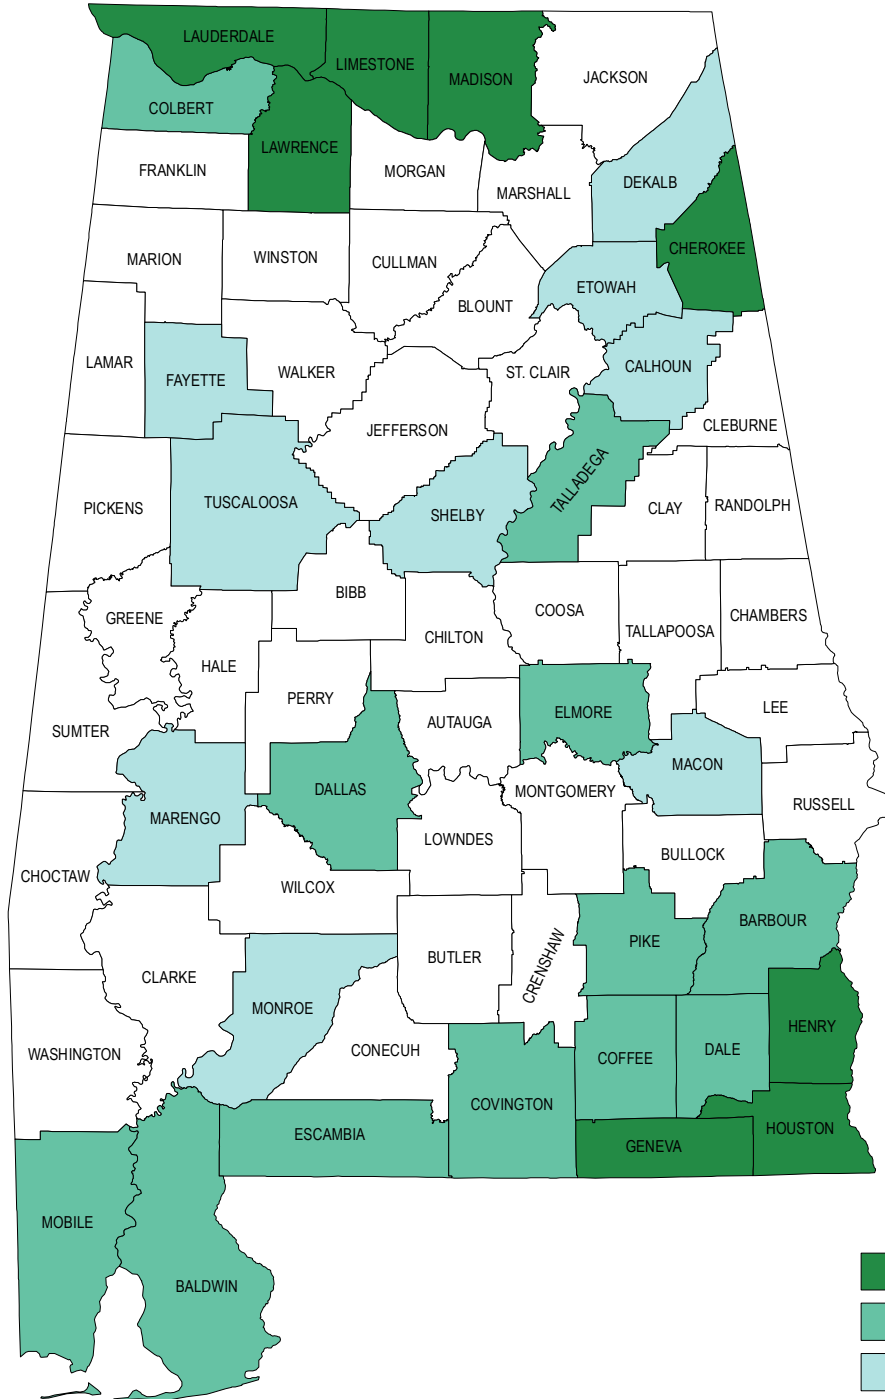 LAUDERDALE
LIMESTONE
MADISON
JACKSON
COLBERT
LAWRENCE
FRANKLIN
MORGAN
MARSHALL
DEKALB
CHEROKEE
MARION
WINSTON
CULLMAN
BLOUNT
ETOWAH
LAMAR
FAYETTE
WALKER
ST. CLAIR
CALHOUN
JEFFERSON
CLEBURNE
TALLADEGA
PICKENS
TUSCALOOSA
SHELBY
CLAY
RANDOLPH
BIBB
GREENE
COOSA
CHAMBERS
HALE
CHILTON
TALLAPOOSA
PERRY
SUMTER
AUTAUGA
ELMORE
LEE
MACON
DALLAS
MONTGOMERY
RUSSELL
MARENGO
LOWNDES
BULLOCK
CHOCTAW
WILCOX
BARBOUR
PIKE
CLARKE
BUTLER
CRENSHAW
MONROE
HENRY
WASHINGTON
CONECUH
COFFEE
DALE
COVINGTON
ESCAMBIA
GENEVA
HOUSTON
MOBILE
BALDWIN